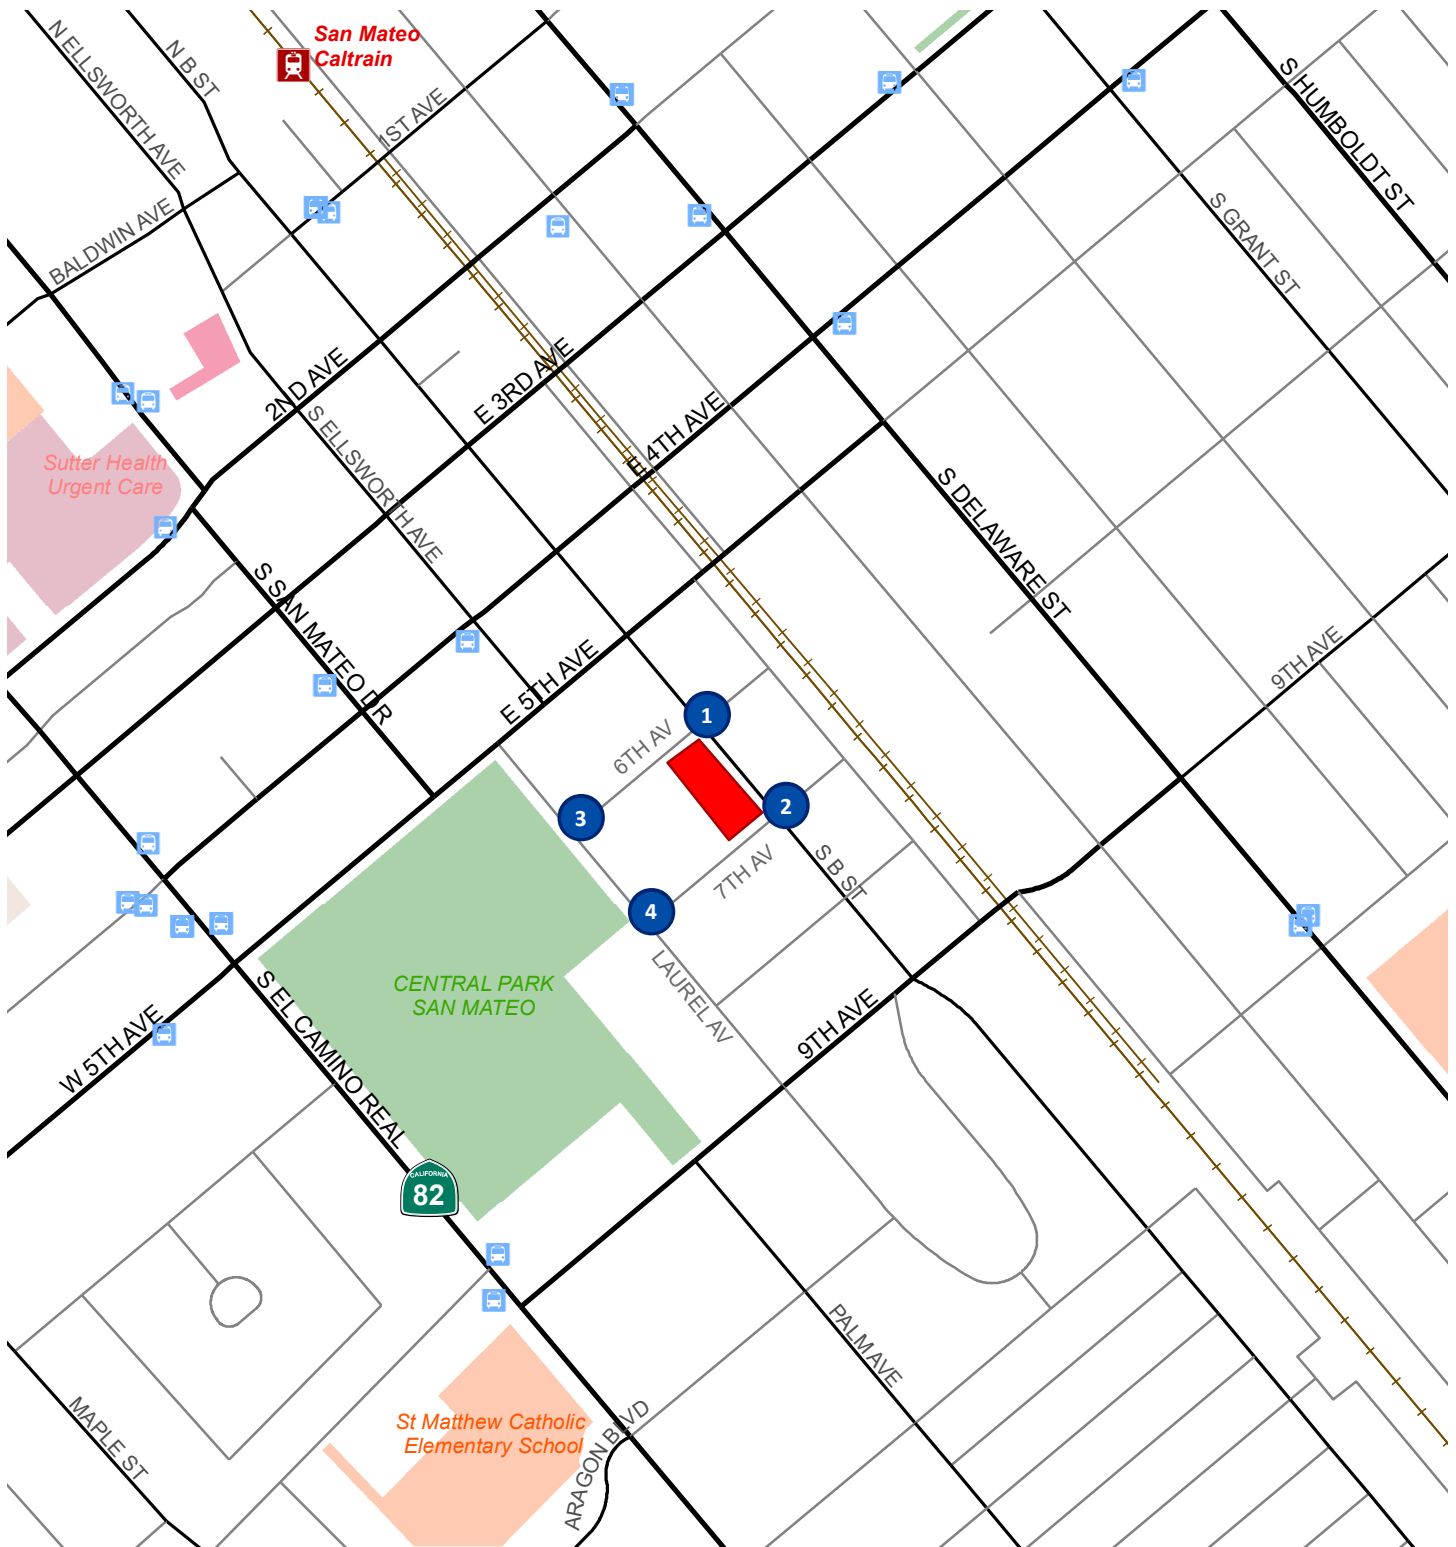 San Mateo
Caltrain
N ELLSWORTH AVE
N B ST
1ST AVE
S HUMBOLDT ST
BALDWIN AVE
S GRANT ST
2ND AVE
E 3RD AVE
S ELLSWORTH AVE
E 4TH AVE
Sutter Health
Urgent Care
S DELAWARE ST
S SAN MATEO DR
E 5TH AVE
9TH AVE
1
6TH AV
2
3
7TH AV
S B ST
4
CENTRAL PARK
SAN MATEO
LAUREL AV
9TH AVE
W 5TH AVE
S EL CAMINO REAL
CALIFORNIA
82
PALM AVE
MAPLE ST
St Matthew Catholic
Elementary School
ARAGON BLVD